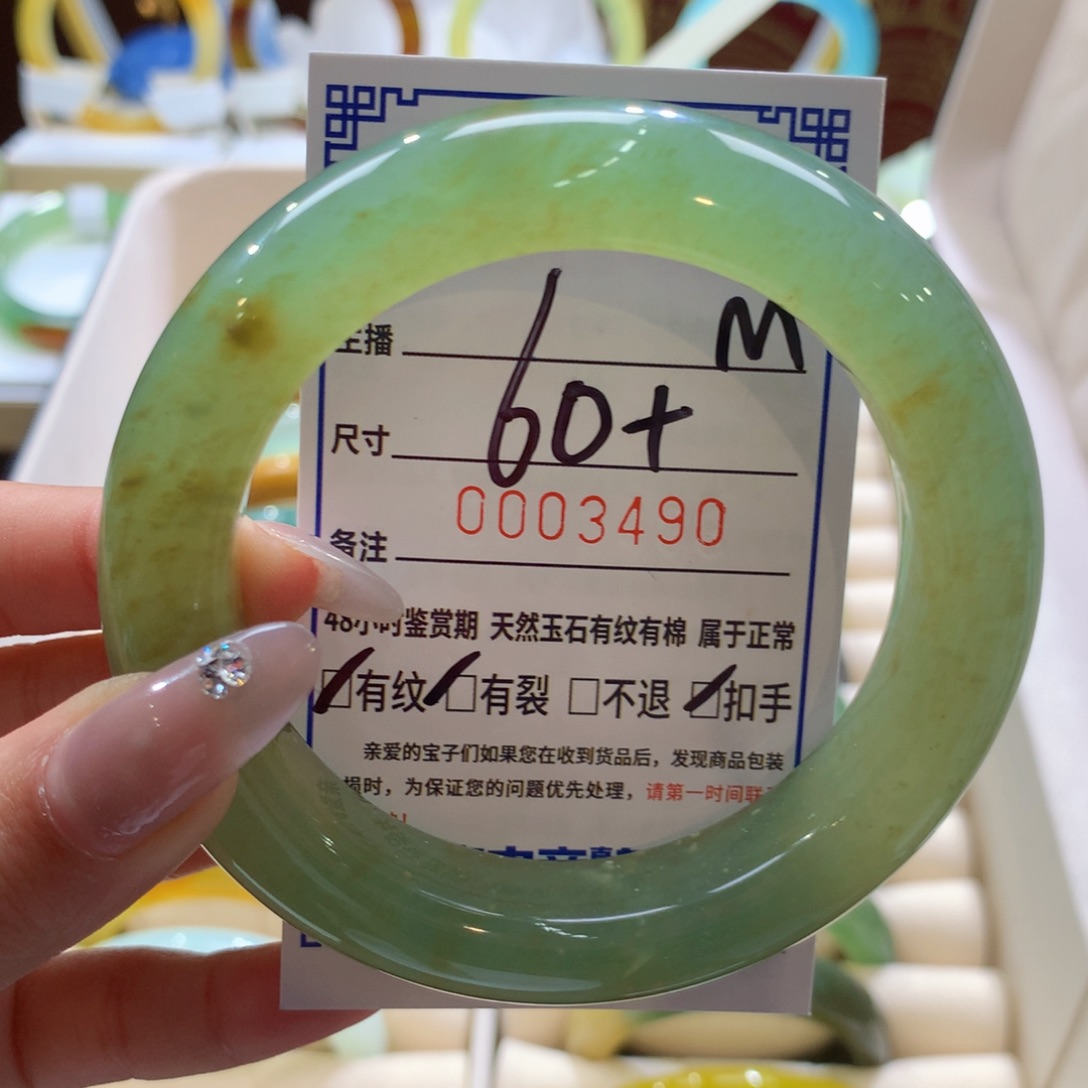 主播 M
尺寸 60+
0003490
备注
48小时鉴赏期 天然玉石有纹有棉 属于正常
☑有纹 ☑有裂 □不退 ☑扣手
亲爱的宝子们如果您在收到货品后，发现商品包装
损时，为保证您的问题优先处理，请第一时间联